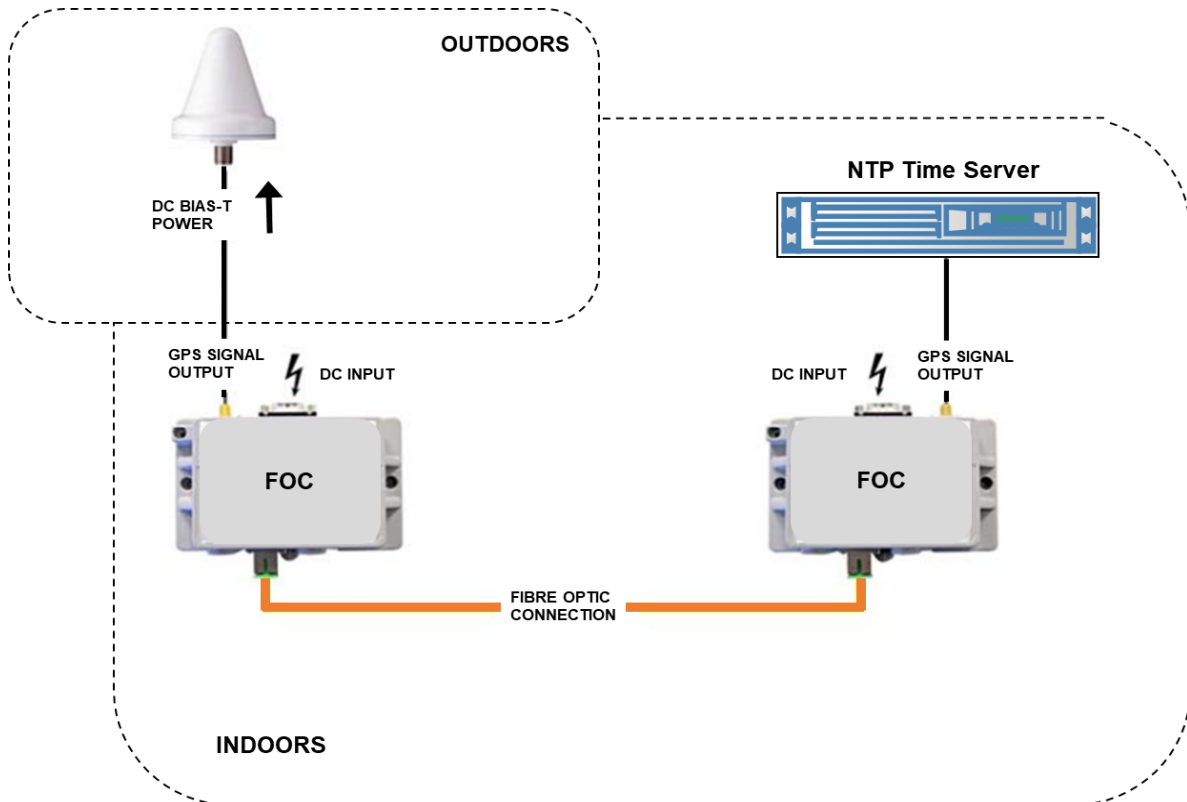 OUTDOORS
DC BIAS-T
POWER
NTP Time Server
GPS SIGNAL
OUTPUT
DC INPUT
DC INPUT
GPS SIGNAL
OUTPUT
FOC
FOC
FIBRE OPTIC
CONNECTION
INDOORS